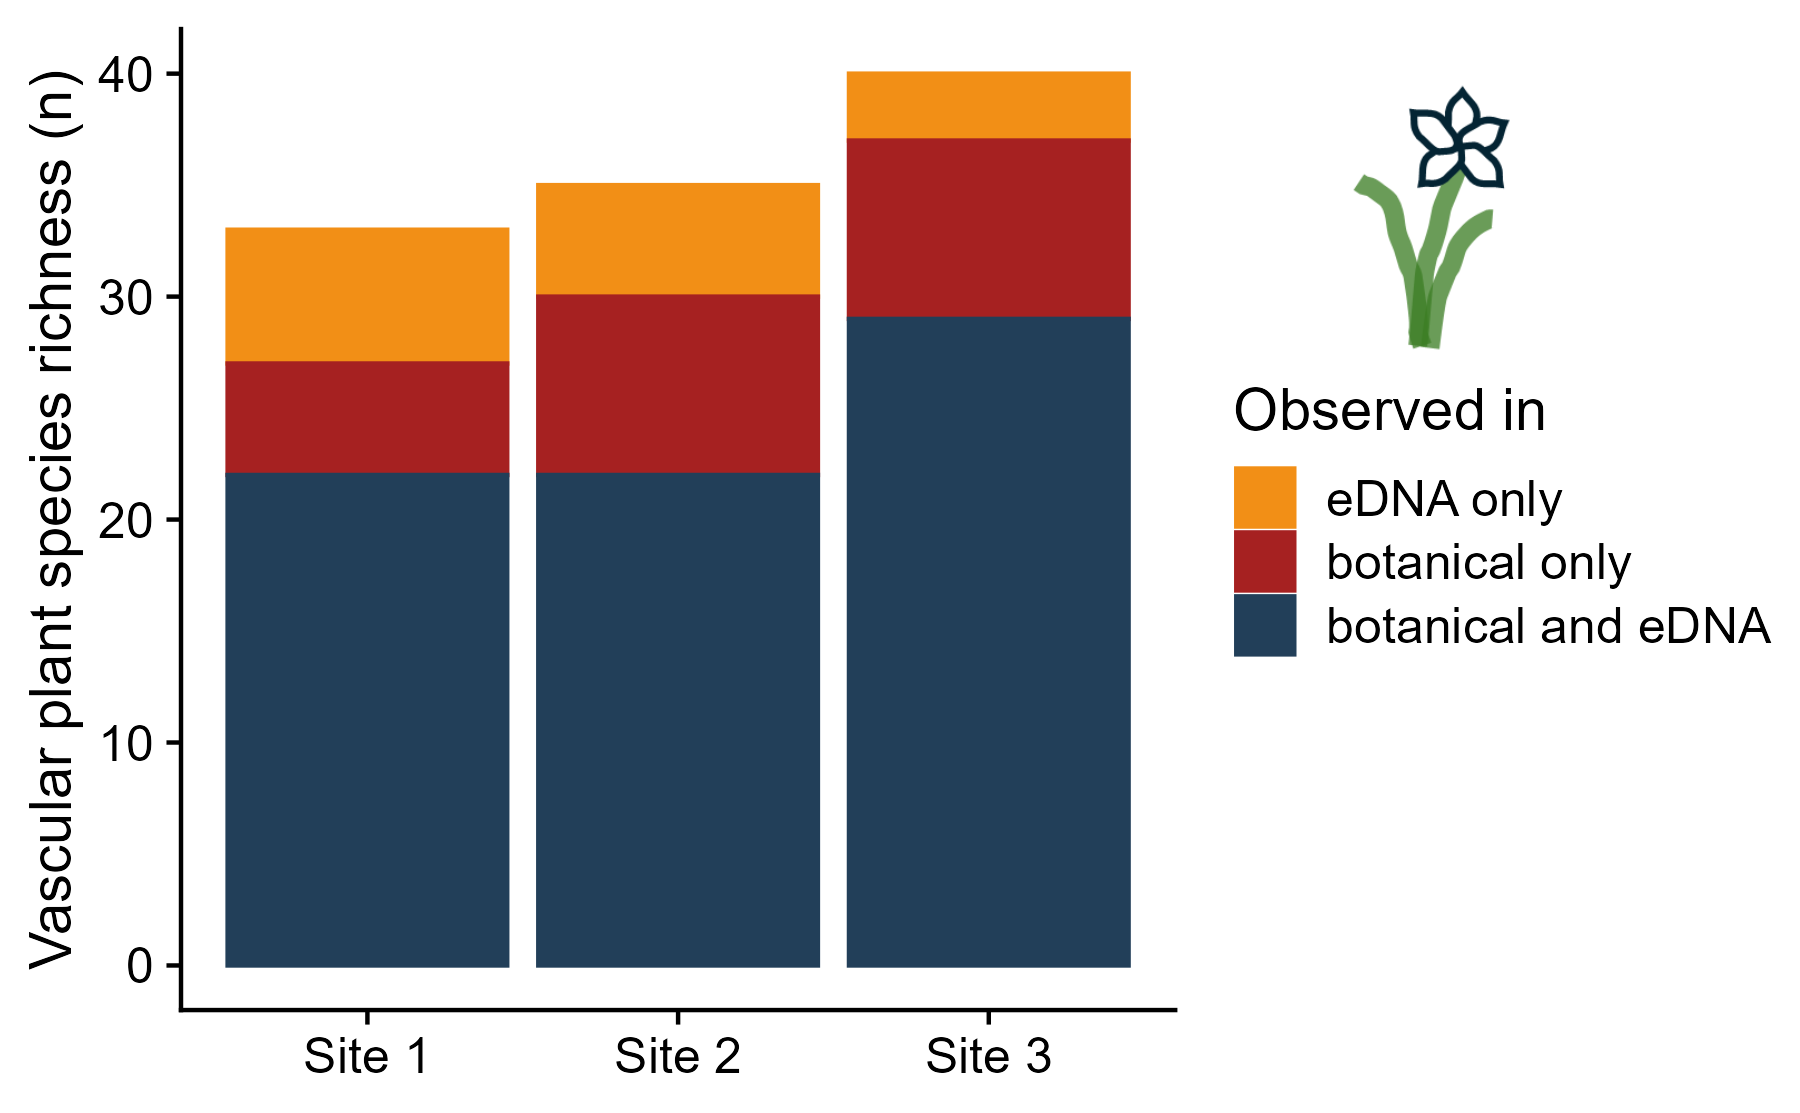 Vascular plant species richness (n)
40
30
20
10
0
Site 1
Site 2
Site 3
Observed in
eDNA only
botanical only
botanical and eDNA